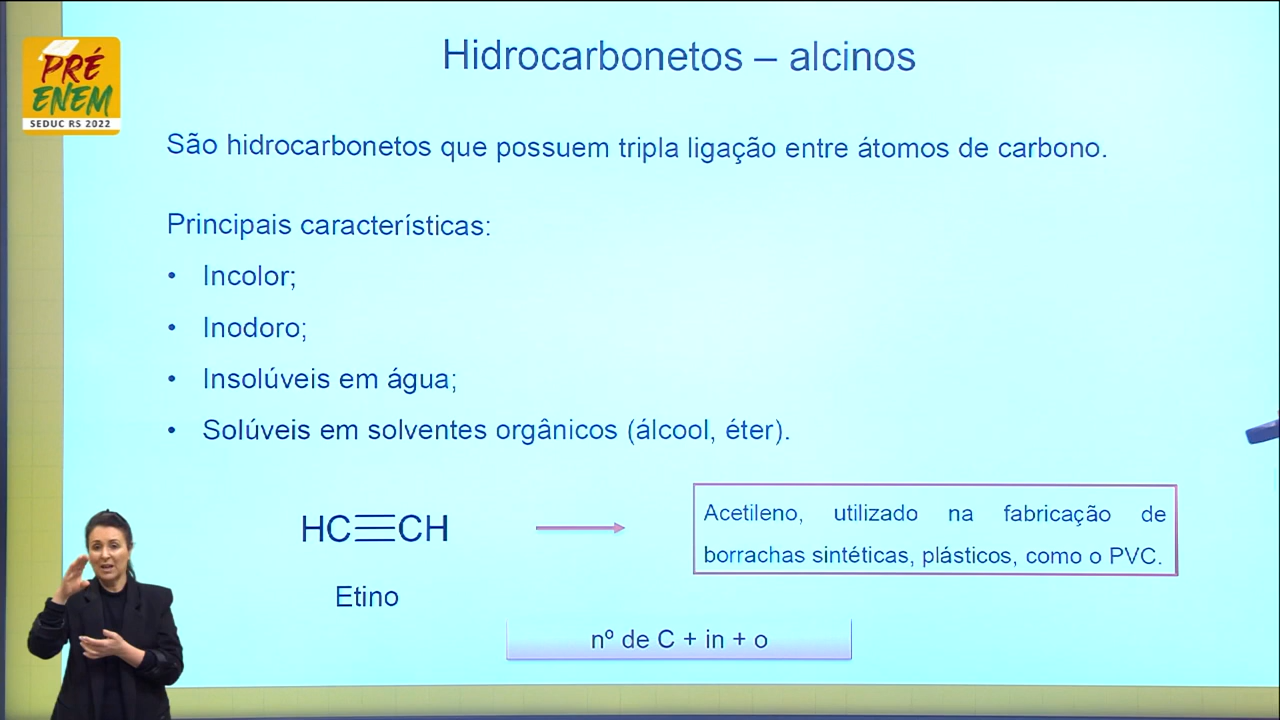 PRÉ
ENEM
SEDUC RS 2022
Hidrocarbonetos – alcinos
São hidrocarbonetos que possuem tripla ligação entre átomos de carbono.
Principais características:
• Incolor;
• Inodoro;
• Insolúveis em água;
• Solúveis em solventes orgânicos (álcool, éter).
HC≡CH
Acetileno, utilizado na fabricação de
borrachas sintéticas, plásticos, como o PVC.
Etino
nº de C + in + o